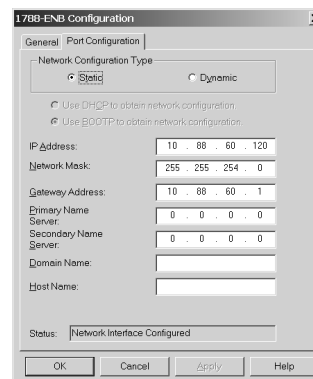 1788-ENB Configuration
General Port Configuration
Network Configuration Type
Static Dynamic
Use DHCP to obtain network configuration
Use BOOTP to obtain network configuration
IP Address: 10 . 88 . 60 . 120
Network Mask: 255 . 255 . 254 . 0
Gateway Address: 10 . 88 . 60 . 1
Primary Name Server: 0 . 0 . 0 . 0
Secondary Name Server: 0 . 0 . 0 . 0
Domain Name:
Host Name:
Status: Network Interface Configured
OK Cancel Apply Help